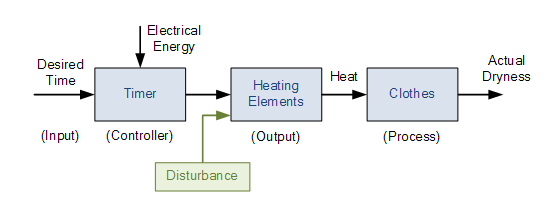 Electrical
Energy
Desired
Time
Timer
Heating
Elements
Heat
Clothes
Actual
Dryness
(Input)
(Controller)
(Output)
(Process)
Disturbance